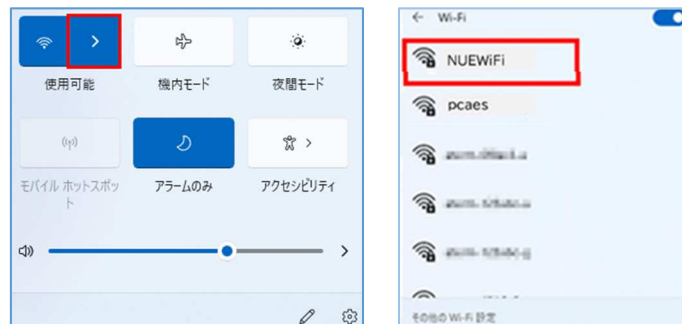 使用可能
機内モード
夜間モード
モバイル ホットスポッ
ト
アラームのみ
アクセシビリティ
Wi-Fi
NUEWiFi
pcaes
その他の Wi-Fi 設定